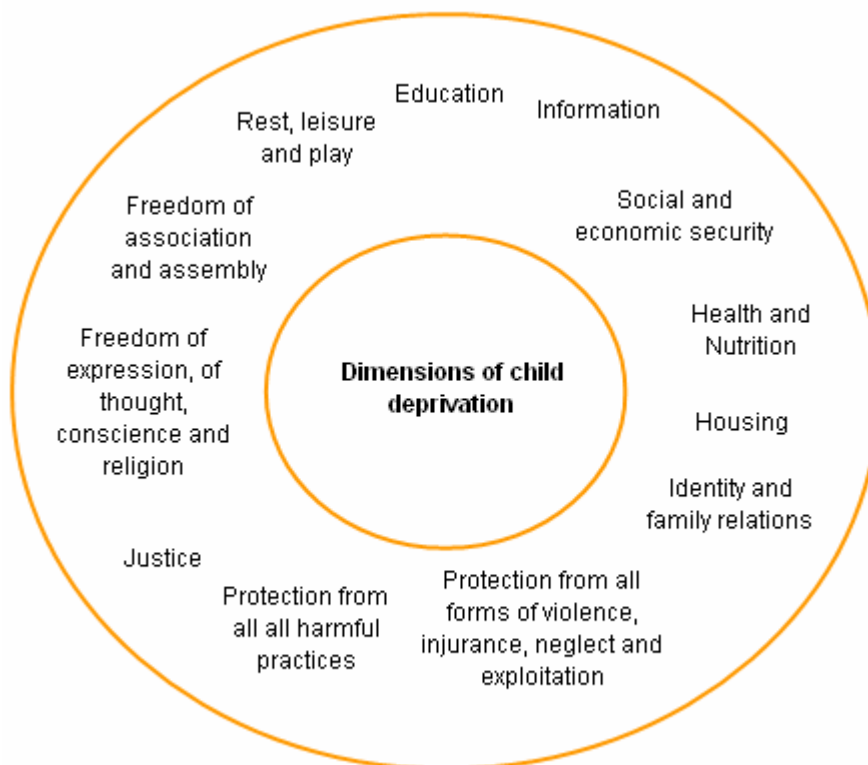 Education
Information
Rest, leisure
and play
Social and
economic security
Freedom of
association
and assembly
Health and
Nutrition
Freedom of
expression, of
thought,
conscience and
religion
Dimensions of child
deprivation
Housing
Identity and
family relations
Justice
Protection from
all all harmful
practices
Protection from all
forms of violence,
injurance, neglect and
exploitation